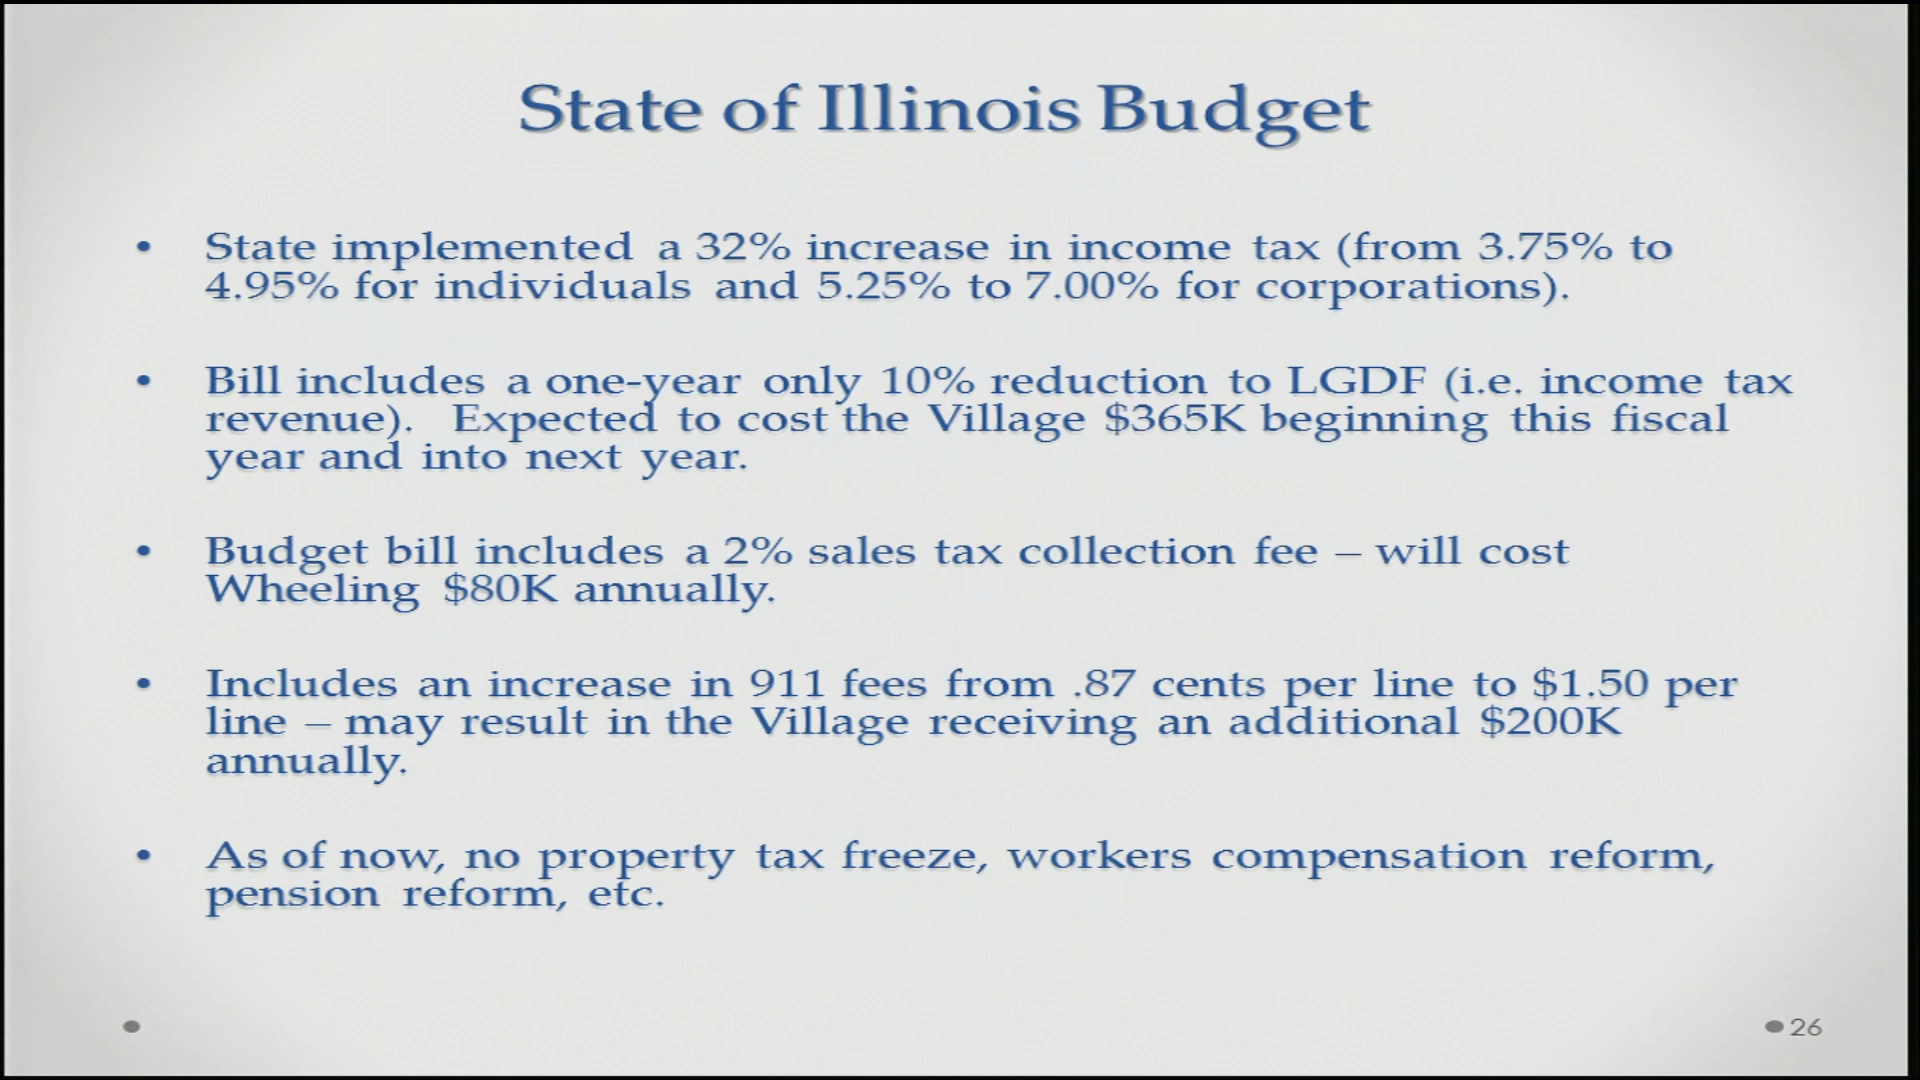 State of Illinois Budget
• State implemented a 32% increase in income tax (from 3.75% to
4.95% for individuals and 5.25% to 7.00% for corporations).
• Bill includes a one-year only 10% reduction to LGDF (i.e. income tax
revenue). Expected to cost the Village $365K beginning this fiscal
year and into next year.
• Budget bill includes a 2% sales tax collection fee – will cost
Wheeling $80K annually.
• Includes an increase in 911 fees from .87 cents per line to $1.50 per
line – may result in the Village receiving an additional $200K
annually.
• As of now, no property tax freeze, workers compensation reform,
pension reform, etc.
26